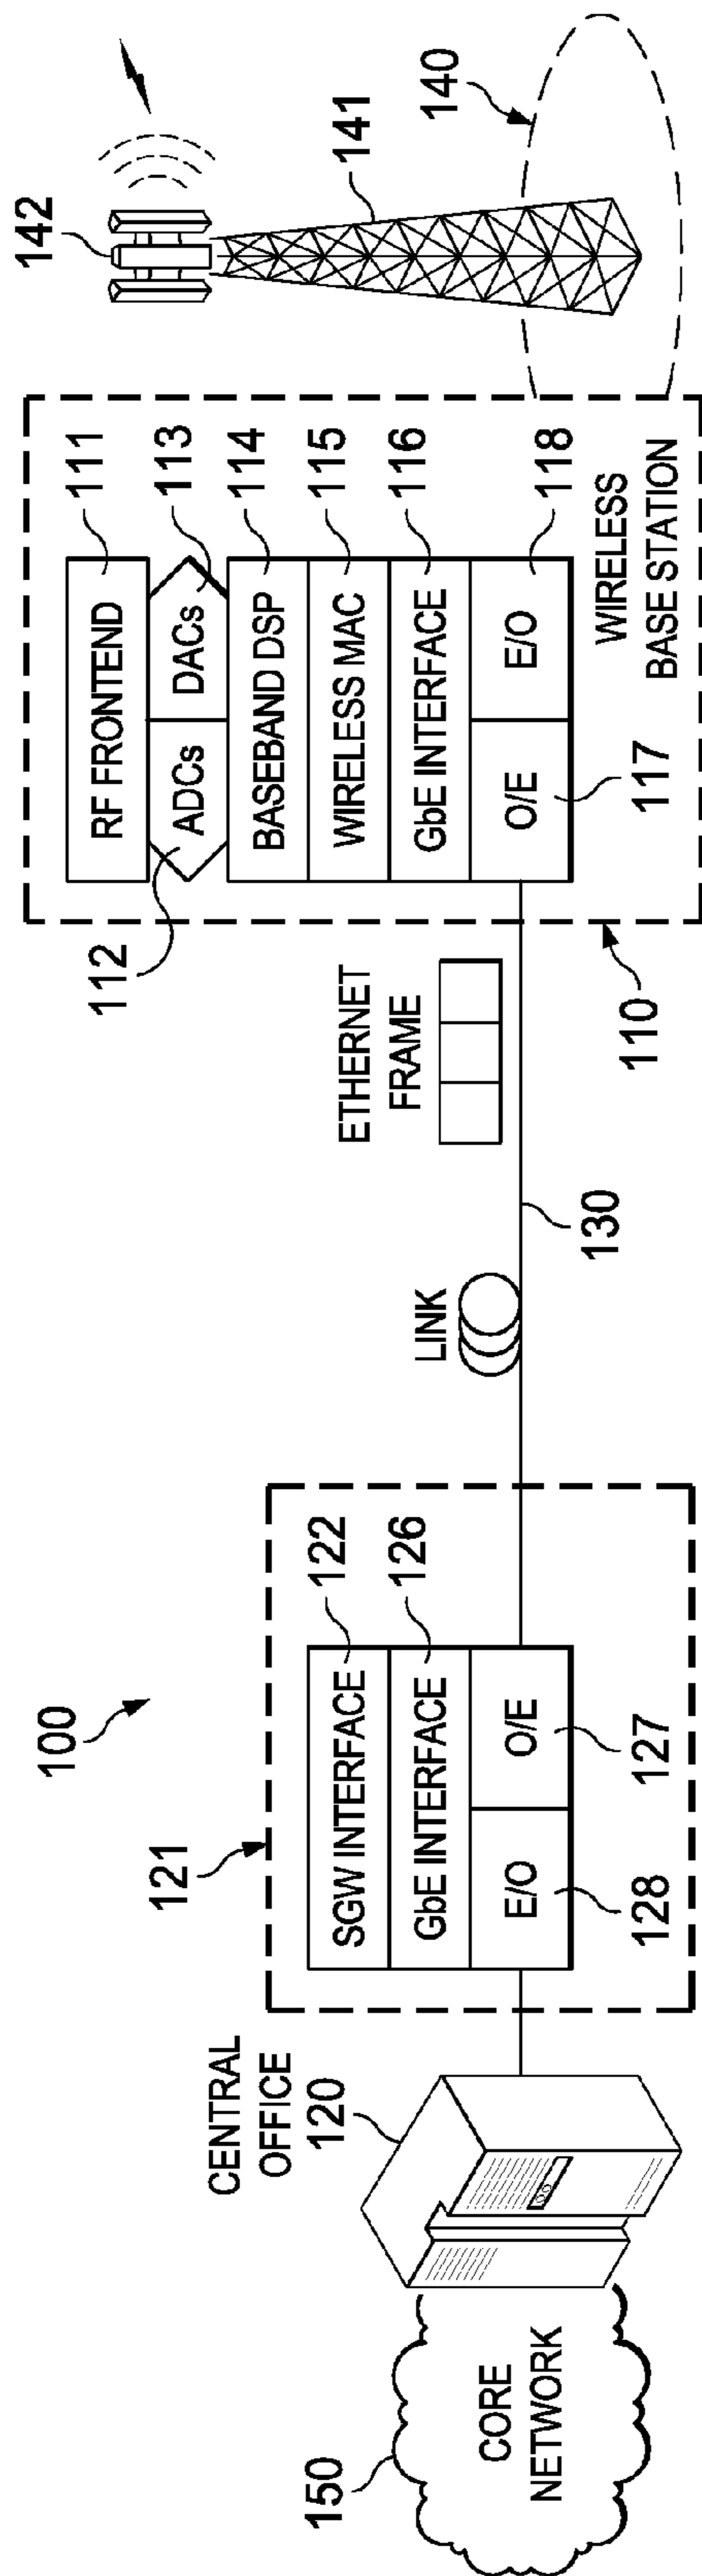 100
142
141
140
RF FRONTEND
111
ADCs
DACs
112
113
BASEBAND DSP
114
WIRELESS MAC
115
GbE INTERFACE
116
O/E
E/O
117
118
WIRELESS
BASE STATION
110
ETHERNET
FRAME
LINK
130
121
SGW INTERFACE
122
GbE INTERFACE
126
E/O
O/E
128
127
CENTRAL
OFFICE
120
150
CORE
NETWORK